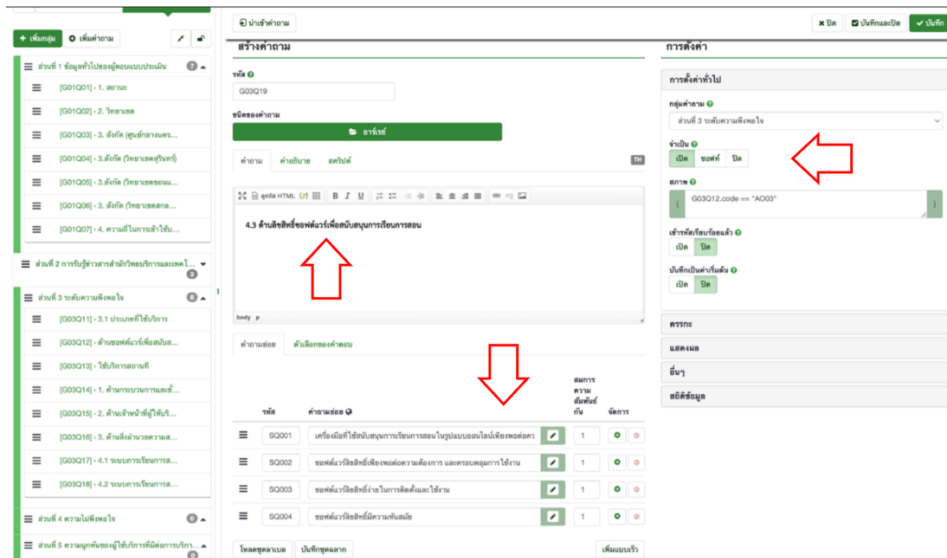 + เพิ่มกลุ่ม เพิ่มคำถาม
ส่วนที่ 1 ข้อมูลทั่วไปของผู้ตอบแบบประเมิน 7
[G01Q01] - 1. สถานะ
[G01Q02] - 2. วิทยาเขต
[G01Q03] - 3. สังกัด (ศูนย์กลางนคร...
[G01Q04] - 3.สังกัด (วิทยาเขตสุรินทร์)
[G01Q05] - 3.สังกัด (วิทยาเขตขอนแ...
[G01Q06] - 3. สังกัด (วิทยาเขตสกล...
[G01Q07] - 4. ความถี่ในการเข้าใช้บ...
ส่วนที่ 2 การรับรู้ข่าวสารสำนักวิทยบริการและเทคโ...
3
ส่วนที่ 3 ระดับความพึงพอใจ 8
[G03Q11] - 3.1 ประเภทที่ใช้บริการ
[G03Q12] - ด้านซอฟต์แวร์เพื่อสนับส...
[G03Q13] - ใช้บริการสถานที่
[G03Q14] - 1. ด้านกระบวนการและขั้...
[G03Q15] - 2. ด้านเจ้าหน้าที่ผู้ให้บริ...
[G03Q16] - 3. ด้านสิ่งอำนวยความส...
[G03Q17] - 4.1 ระบบการเรียนการส...
[G03Q18] - 4.2 ระบบการเรียนการส...
ส่วนที่ 4 ความไม่พึงพอใจ
ส่วนที่ 5 ความผูกพันของผู้ใช้บริการที่มีต่อการบริกา...
นำเข้าคำถาม
ปิด บันทึกและปิด บันทึก
สร้างคำถาม
รหัส
G03Q19
ชนิดของคำถาม
อาร์เรย์
คำถาม คำอธิบาย สคริปต์ TH
ดูรหัส HTML B I U
4.3 ด้านลิขสิทธิ์ซอฟต์แวร์เพื่อสนับสนุนการเรียนการสอน
body p
คำถามย่อย ตัวเลือกของคำตอบ
รหัส คำถามย่อย สมการความสัมพันธ์กัน จัดการ
SQ001 เครื่องมือที่ใช้สนับสนุนการเรียนการสอนในรูปแบบออนไลน์เพียงพอต่อคว 1
SQ002 ซอฟต์แวร์ลิขสิทธิ์เพียงพอต่อความต้องการ และครอบคลุมการใช้งาน 1
SQ003 ซอฟต์แวร์ลิขสิทธิ์ง่ายในการติดตั้งและใช้งาน 1
SQ004 ซอฟต์แวร์ลิขสิทธิ์มีความทันสมัย 1
โหลดชุดลาเบล บันทึกชุดฉลาก เพิ่มแบบเร็ว
การตั้งค่า
การตั้งค่าทั่วไป
กลุ่มคำถาม
ส่วนที่ 3 ระดับความพึงพอใจ
จำเป็น
เปิด ซอฟท์ ปิด
สภาพ
{ G03Q12.code == "AO03" }
เข้ารหัสเรียบร้อยแล้ว
เปิด ปิด
บันทึกเป็นค่าเริ่มต้น
เปิด ปิด
ตรรกะ
แสดงผล
อื่นๆ
สถิติข้อมูล